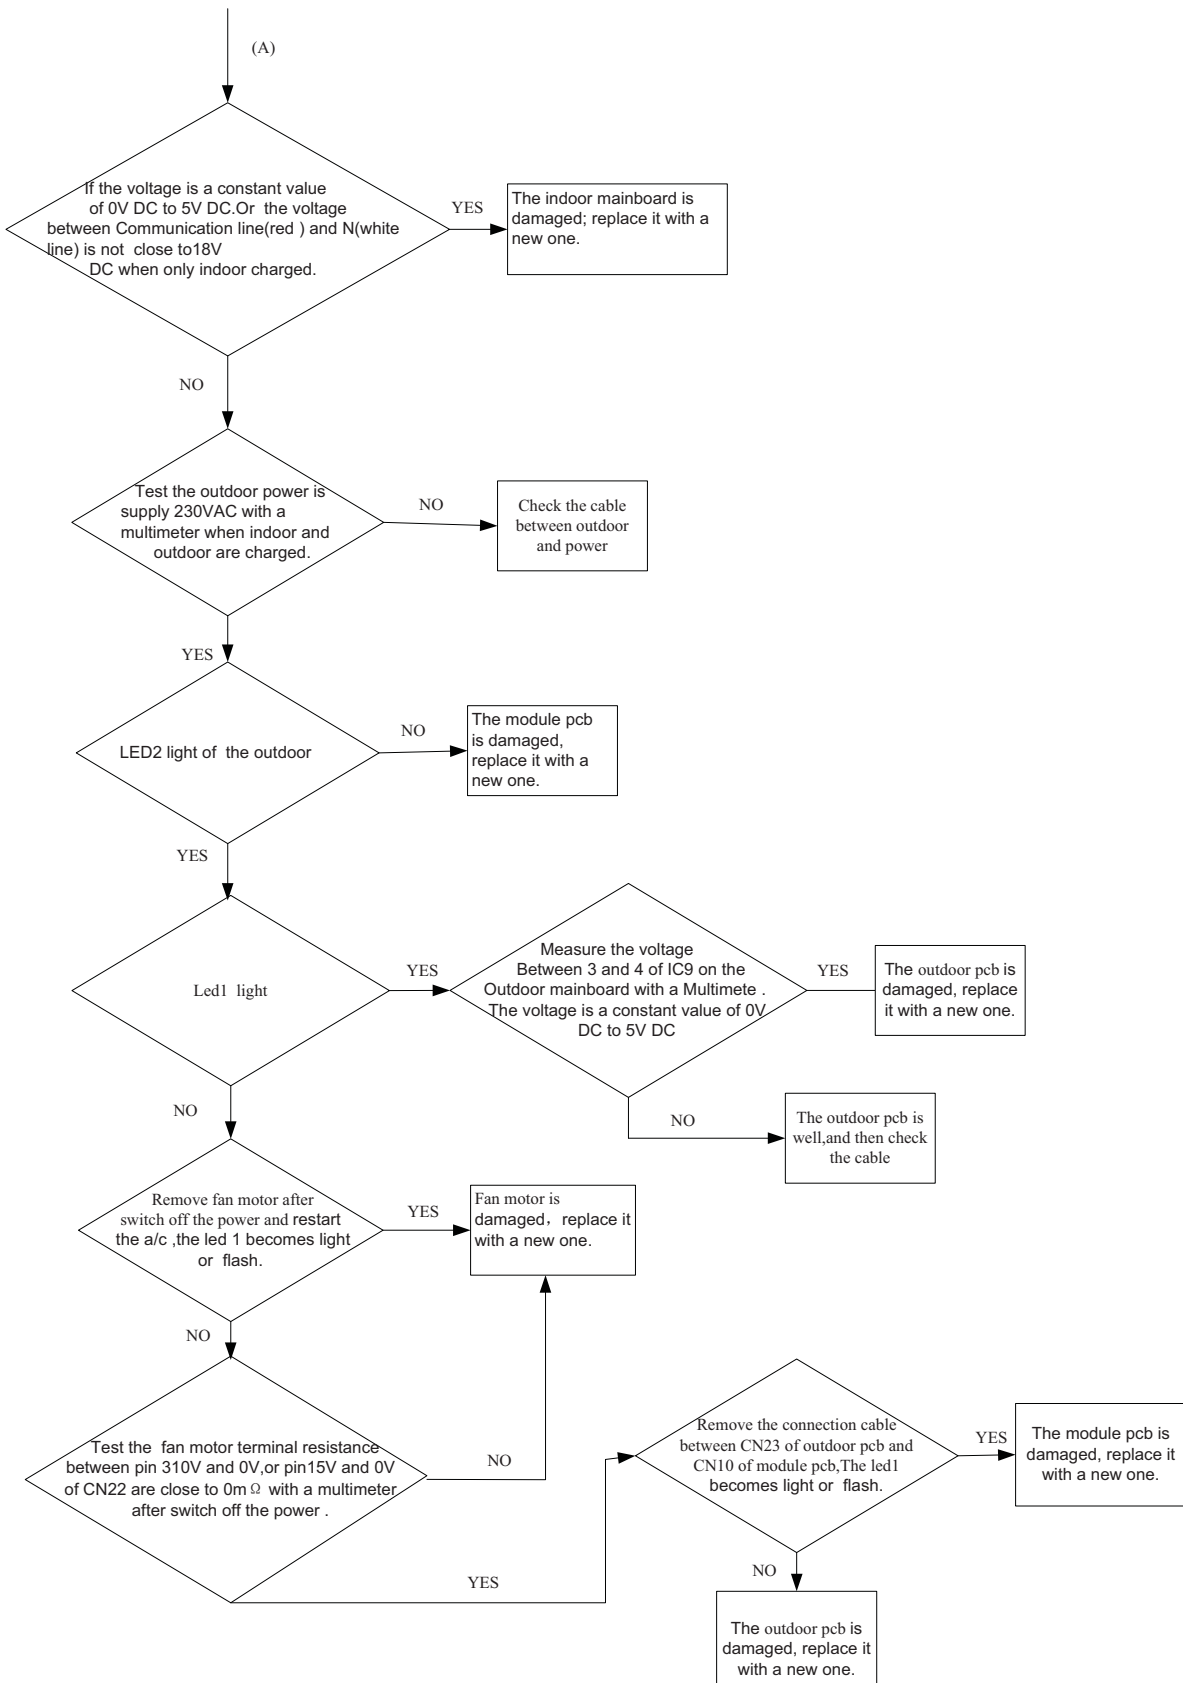 (A)
If the voltage is a constant value
of 0V DC to 5V DC.Or the voltage
between Communication line(red ) and N(white
line) is not close to18V
DC when only indoor charged.
YES
The indoor mainboard is
damaged; replace it with a
new one.
NO
Test the outdoor power is
supply 230VAC with a
multimeter when indoor and
outdoor are charged.
NO
Check the cable
between outdoor
and power
YES
LED2 light of the outdoor
NO
The module pcb
is damaged,
replace it with a
new one.
YES
Led1 light
YES
Measure the voltage
Between 3 and 4 of IC9 on the
Outdoor mainboard with a Multimete .
The voltage is a constant value of 0V
DC to 5V DC
YES
The outdoor pcb is
damaged, replace
it with a new one.
NO
The outdoor pcb is
well,and then check
the cable
NO
Remove fan motor after
switch off the power and restart
the a/c ,the led 1 becomes light
or flash.
YES
Fan motor is
damaged，replace it
with a new one.
NO
Test the fan motor terminal resistance
between pin 310V and 0V,or pin15V and 0V
of CN22 are close to 0mΩ with a multimeter
after switch off the power .
NO
YES
Remove the connection cable
between CN23 of outdoor pcb and
CN10 of module pcb,The led1
becomes light or flash.
YES
The module pcb is
damaged, replace it
with a new one.
NO
The outdoor pcb is
damaged, replace it
with a new one.